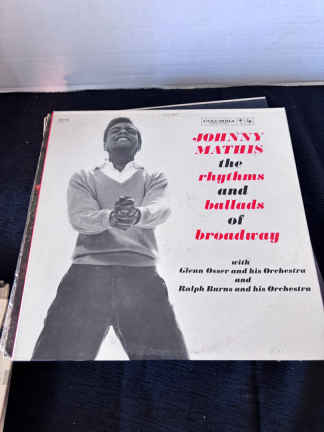 COLUMBIA
JOHNNY
MATHIS
the
rhythms
and
ballads
of
broadway
with
Glenn Osser and his Orchestra
and
Ralph Burns and his Orchestra